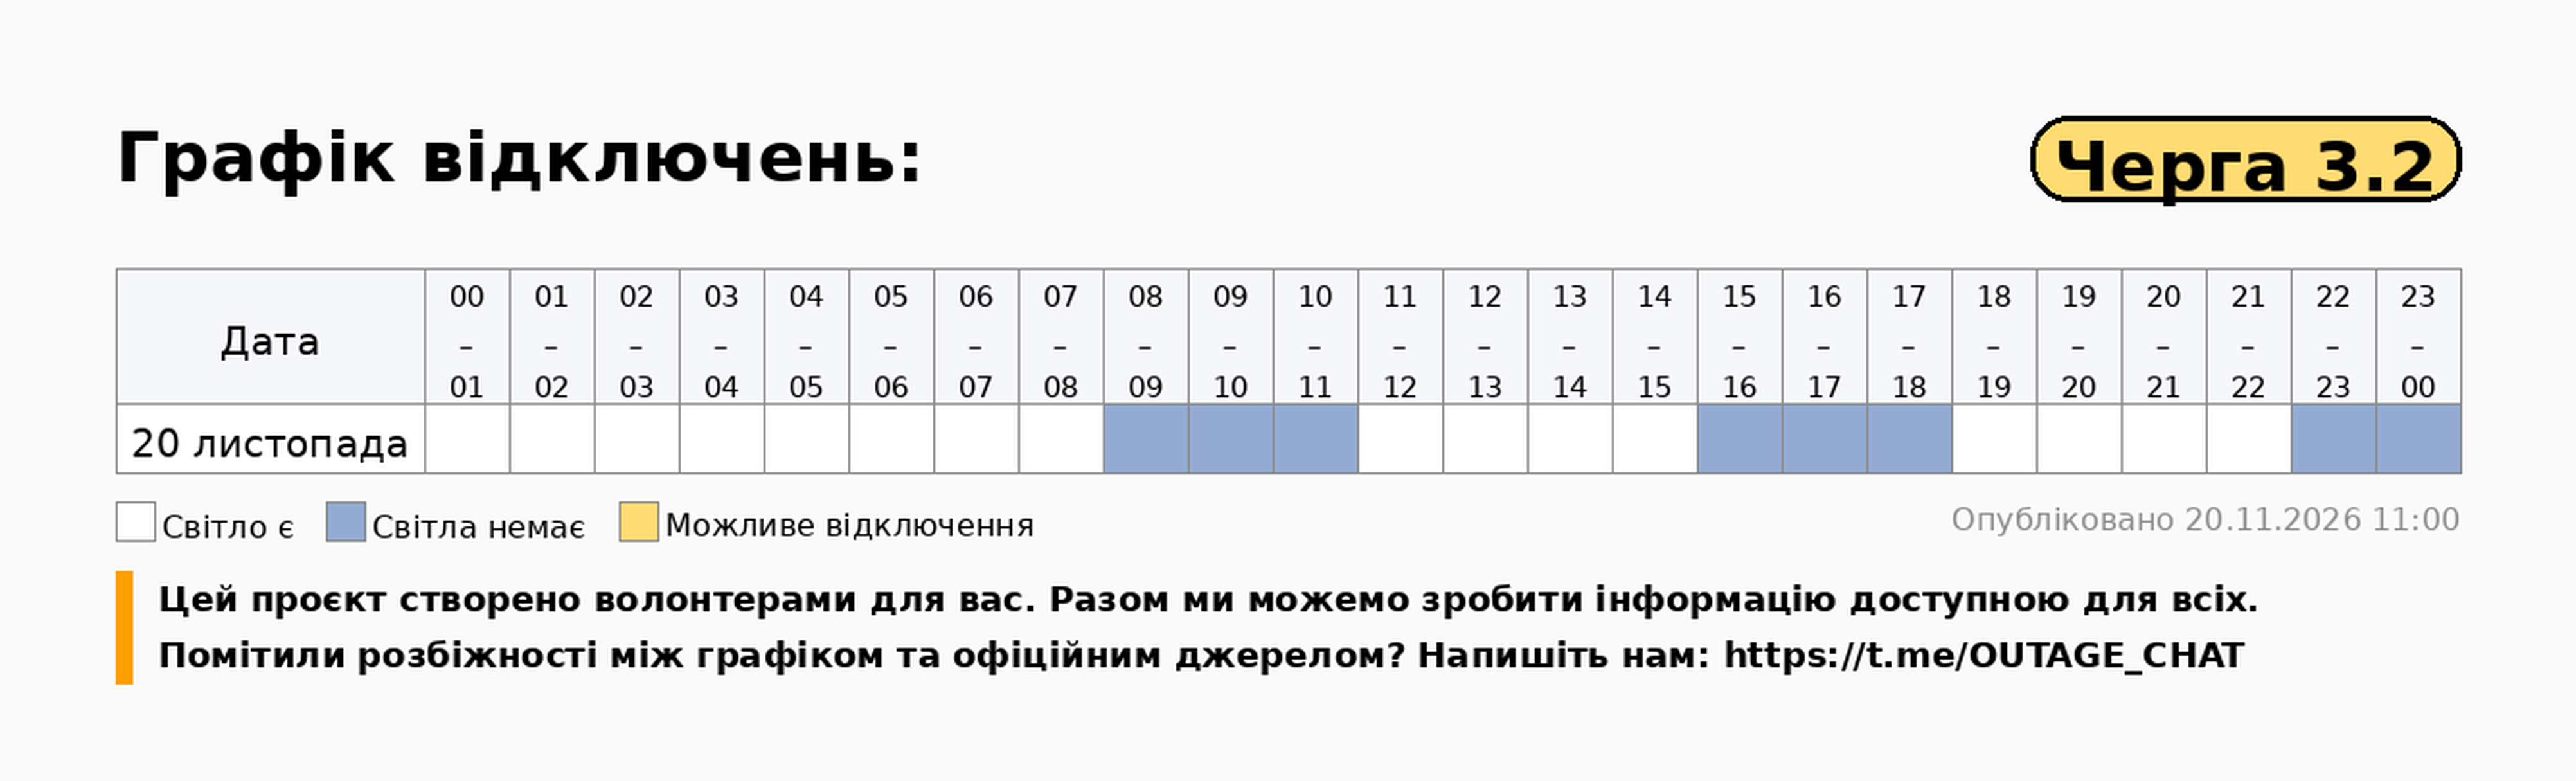 Графік відключень:
Черга 3.2
Дата 00 – 01 01 – 02 02 – 03 03 – 04 04 – 05 05 – 06 06 – 07 07 – 08 08 – 09 09 – 10 10 – 11 11 – 12 12 – 13 13 – 14 14 – 15 15 – 16 16 – 17 17 – 18 18 – 19 19 – 20 20 – 21 21 – 22 22 – 23 23 – 00
20 листопада
Світло є Світла немає Можливе відключення
Опубліковано 20.11.2026 11:00
Цей проєкт створено волонтерами для вас. Разом ми можемо зробити інформацію доступною для всіх.
Помітили розбіжності між графіком та офіційним джерелом? Напишіть нам: https://t.me/OUTAGE_CHAT